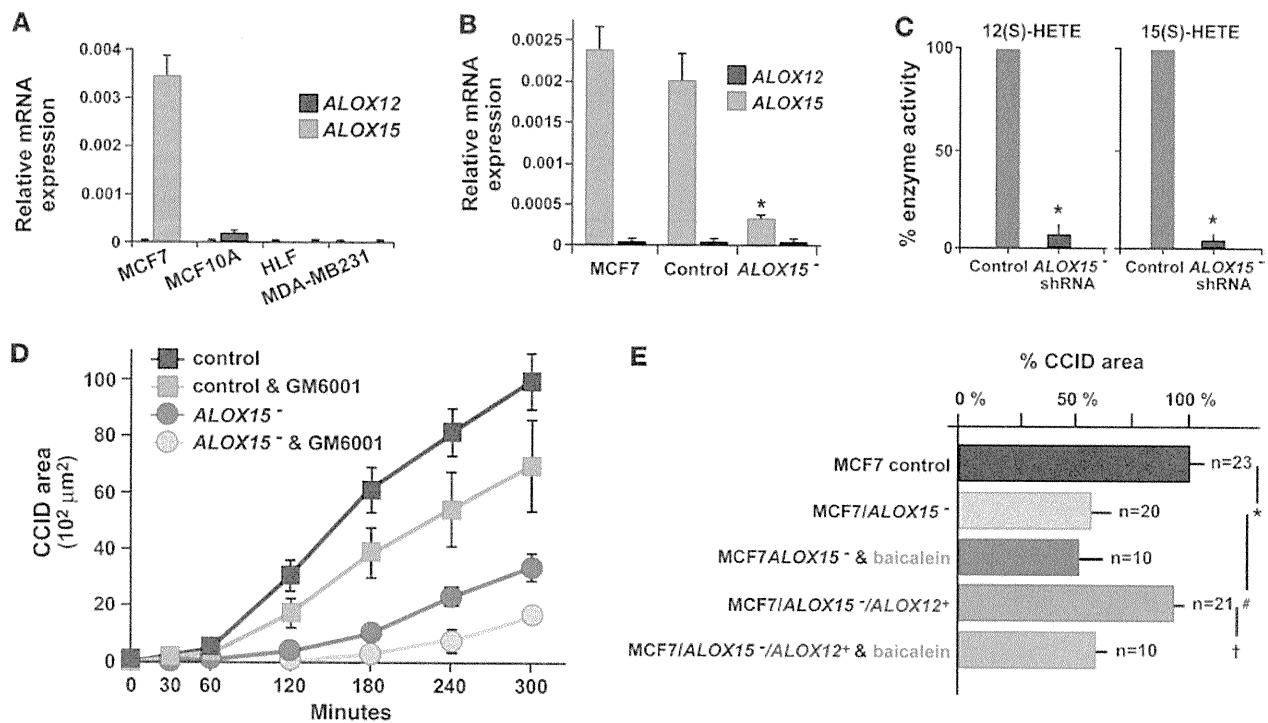 A
Relative mRNA
expression
0.004
0.003
0.002
0.001
0
ALOX12
ALOX15
MCF7
MCF10A
HLF
MDA-MB231
B
Relative mRNA
expression
0.0025
0.002
0.0015
0.001
0.0005
0
ALOX12
ALOX15
*
MCF7
Control
ALOX15 -
C
% enzyme activity
12(S)-HETE
15(S)-HETE
100
50
0
*
Control ALOX15 -
shRNA
100
50
0
*
Control ALOX15 -
shRNA
D
CCID area
(10² µm²)
100
80
60
40
20
0
control
control & GM6001
ALOX15 -
ALOX15 - & GM6001
0 30 60 120 180 240 300
Minutes
E
% CCID area
0 % 50 % 100 %
MCF7 control n=23
MCF7/ALOX15 - n=20 *
MCF7ALOX15 - & baicalein n=10
MCF7/ALOX15 -/ALOX12+ n=21 #
MCF7/ALOX15 -/ALOX12+ & baicalein n=10 †